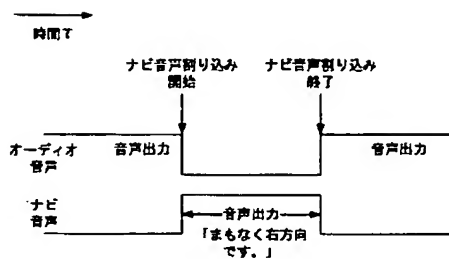 時間T
ナビ音声割り込み
開始
ナビ音声割り込み
終了
オーディオ
音声
音声出力
音声出力
ナビ
音声
音声出力
「まもなく右方向
です。」